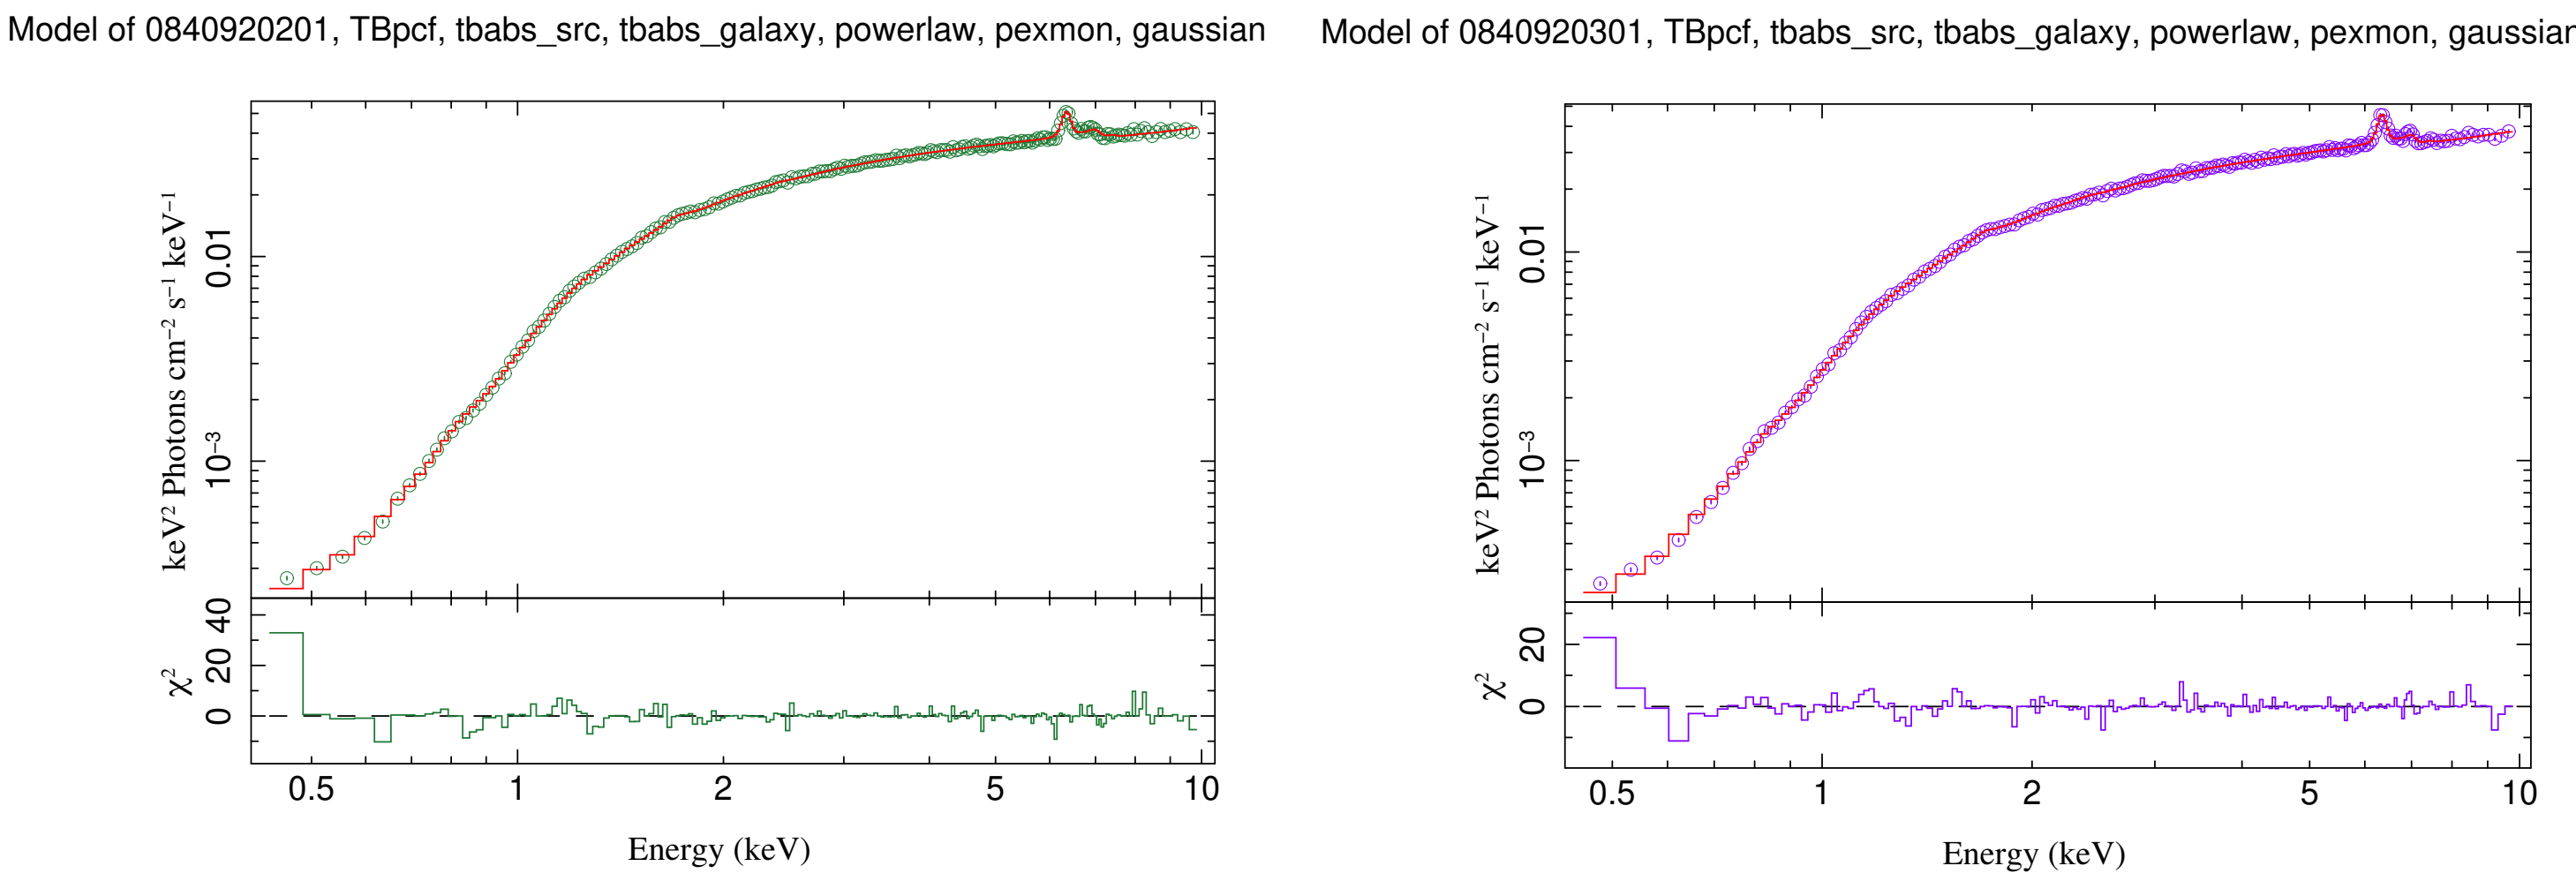 Model of 0840920201, TBpcf, tbabs_src, tbabs_galaxy, powerlaw, pexmon, gaussian
keV² Photons cm⁻² s⁻¹ keV⁻¹
0.01
10⁻³
χ²
40
20
0
0.5 1 2 5 10
Energy (keV)
Model of 0840920301, TBpcf, tbabs_src, tbabs_galaxy, powerlaw, pexmon, gaussian
keV² Photons cm⁻² s⁻¹ keV⁻¹
0.01
10⁻³
χ²
20
0
0.5 1 2 5 10
Energy (keV)